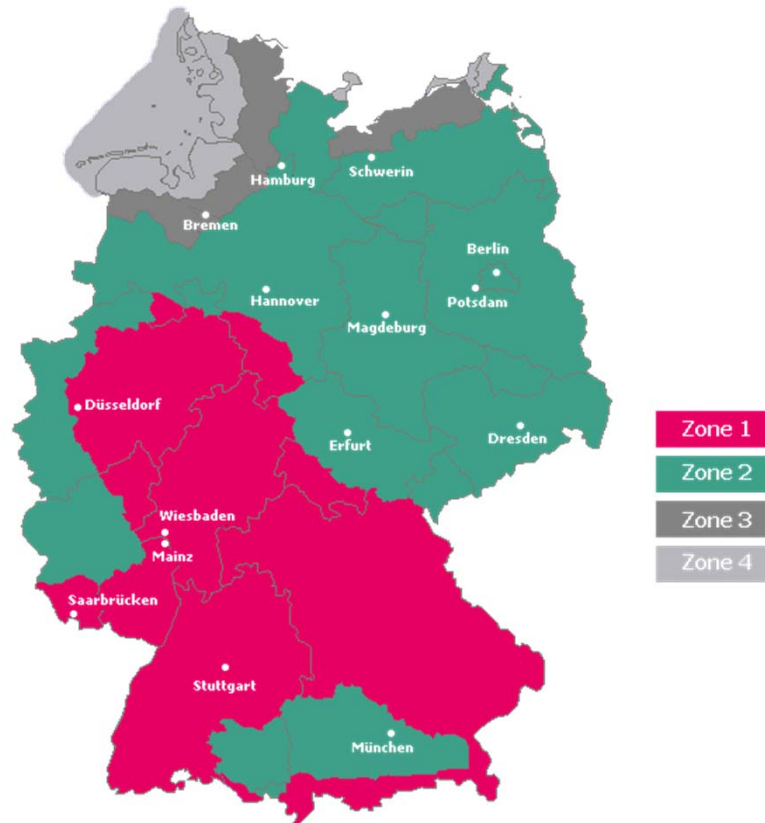 Hamburg
Schwerin
Bremen
Berlin
Hannover
Potsdam
Magdeburg
Düsseldorf
Erfurt
Dresden
Wiesbaden
Mainz
Saarbrücken
Stuttgart
München
Zone 1
Zone 2
Zone 3
Zone 4